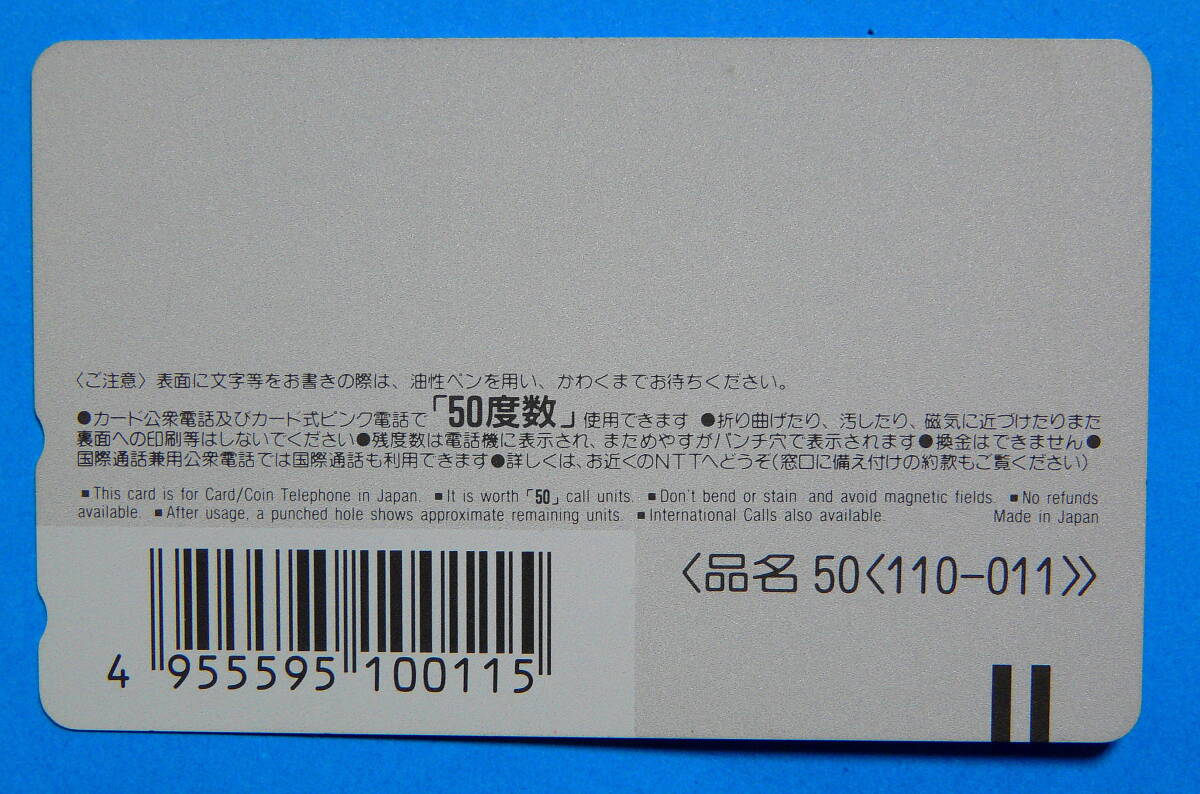 〈ご注意〉表面に文字等をお書きの際は、油性ペンを用い、かわくまでお待ちください。
●カード公衆電話及びカード式ピンク電話で「50度数」使用できます ●折り曲げたり、汚したり、磁気に近づけたりまた
裏面への印刷等はしないでください●残度数は電話機に表示され、まためやすがパンチ穴で表示されます●換金はできません●
国際通話兼用公衆電話では国際通話も利用できます●詳しくは、お近くのNTTへどうぞ(窓口に備え付けの約款もご覧ください)
■This card is for Card/Coin Telephone in Japan. ■It is worth「50」call units. ■Don't bend or stain and avoid magnetic fields. ■No refunds
available. ■After usage, a punched hole shows approximate remaining units. ■International Calls also available. Made in Japan
〈品名 50〈110-011〉〉
4 955595 100115